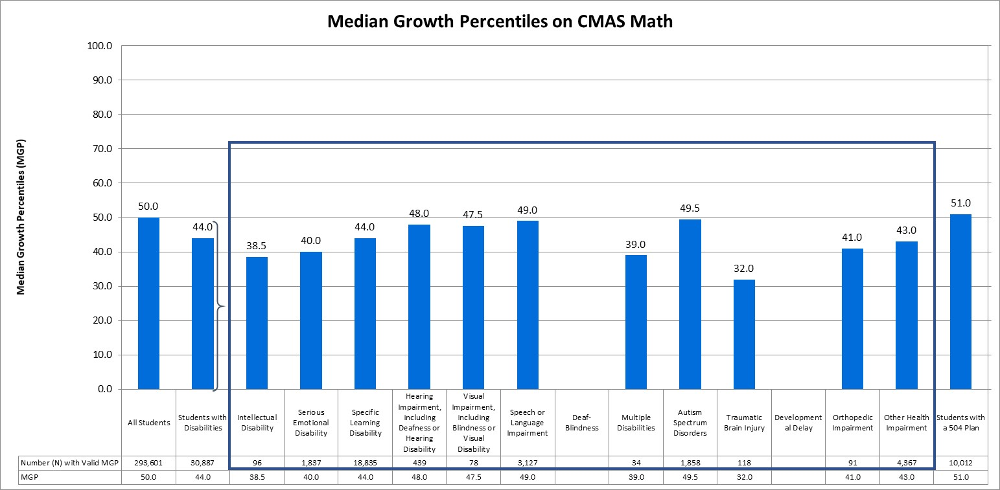 Median Growth Percentiles on CMAS Math
Median Growth Percentiles (MGP)
100.0
90.0
80.0
70.0
60.0
50.0
40.0
30.0
20.0
10.0
0.0
50.0
44.0
38.5
40.0
44.0
48.0
47.5
49.0
39.0
49.5
32.0
41.0
43.0
51.0
All Students
Students with
Disabilities
Intellectual
Disability
Serious
Emotional
Disability
Specific
Learning
Disability
Hearing
Impairment,
including
Deafness or
Hearing
Disability
Visual
Impairment,
including
Blindness or
Visual
Disability
Speech or
Language
Impairment
Deaf-
Blindness
Multiple
Disabilities
Autism
Spectrum
Disorders
Traumatic
Brain Injury
Development
al Delay
Orthopedic
Impairment
Other Health
Impairment
Students with
a 504 Plan
Number (N) with Valid MGP 293,601 30,887 96 1,837 18,835 439 78 3,127 34 1,858 118 91 4,367 10,012
MGP 50.0 44.0 38.5 40.0 44.0 48.0 47.5 49.0 39.0 49.5 32.0 41.0 43.0 51.0